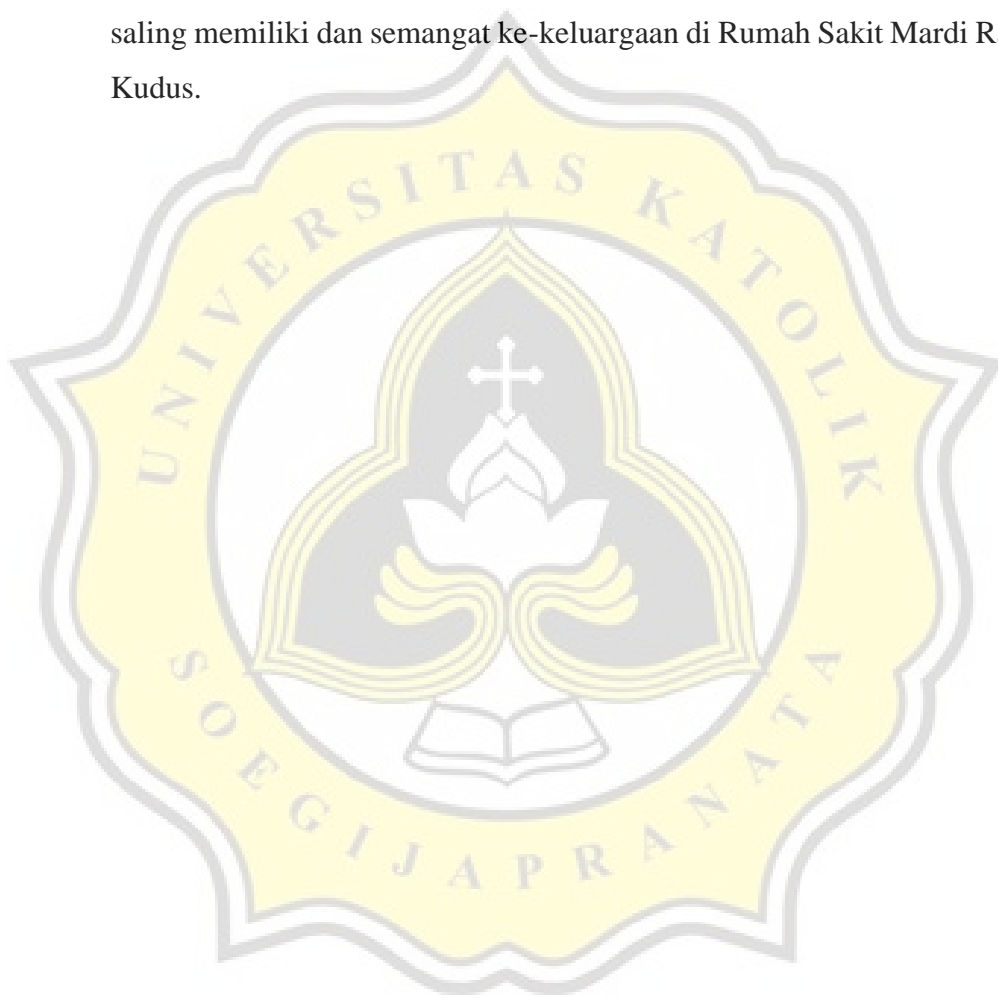 saling memiliki dan semangat ke-keluargaan di Rumah Sakit Mardi
Kudus.
UNIVERSITAS KATOLIK
SOEGIJAPRANATA